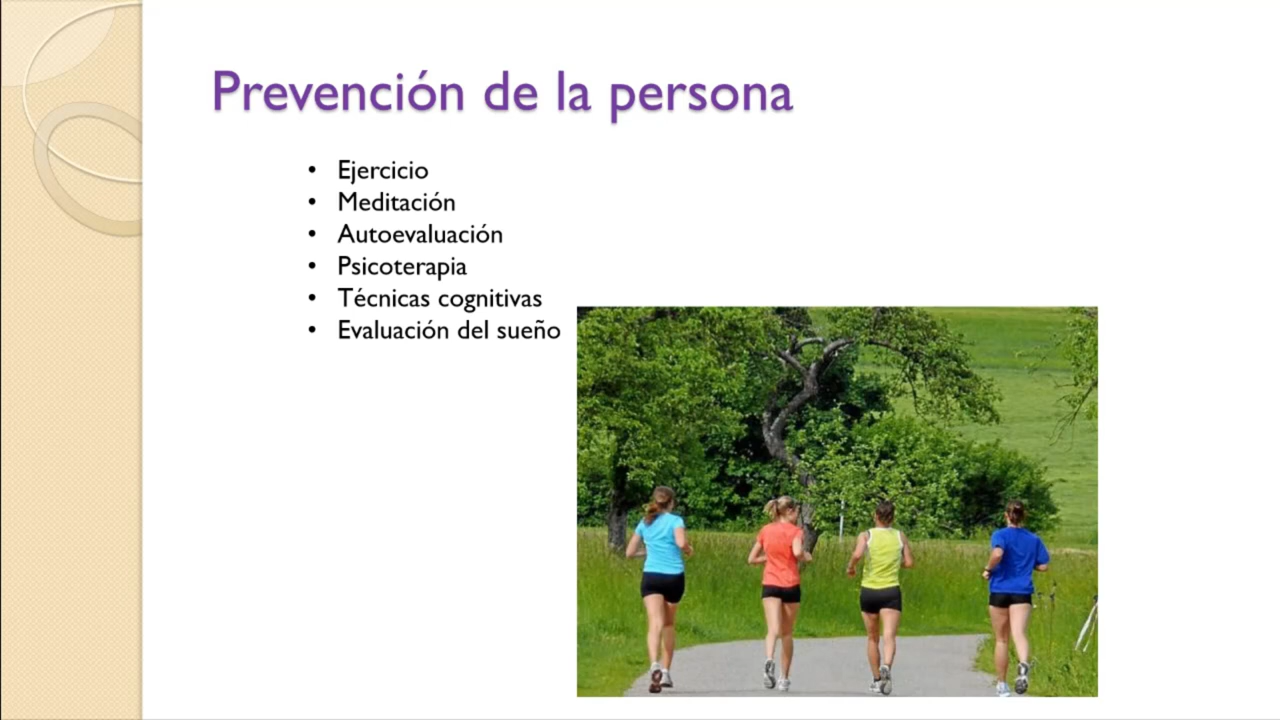 Prevención de la persona
• Ejercicio
• Meditación
• Autoevaluación
• Psicoterapia
• Técnicas cognitivas
• Evaluación del sueño